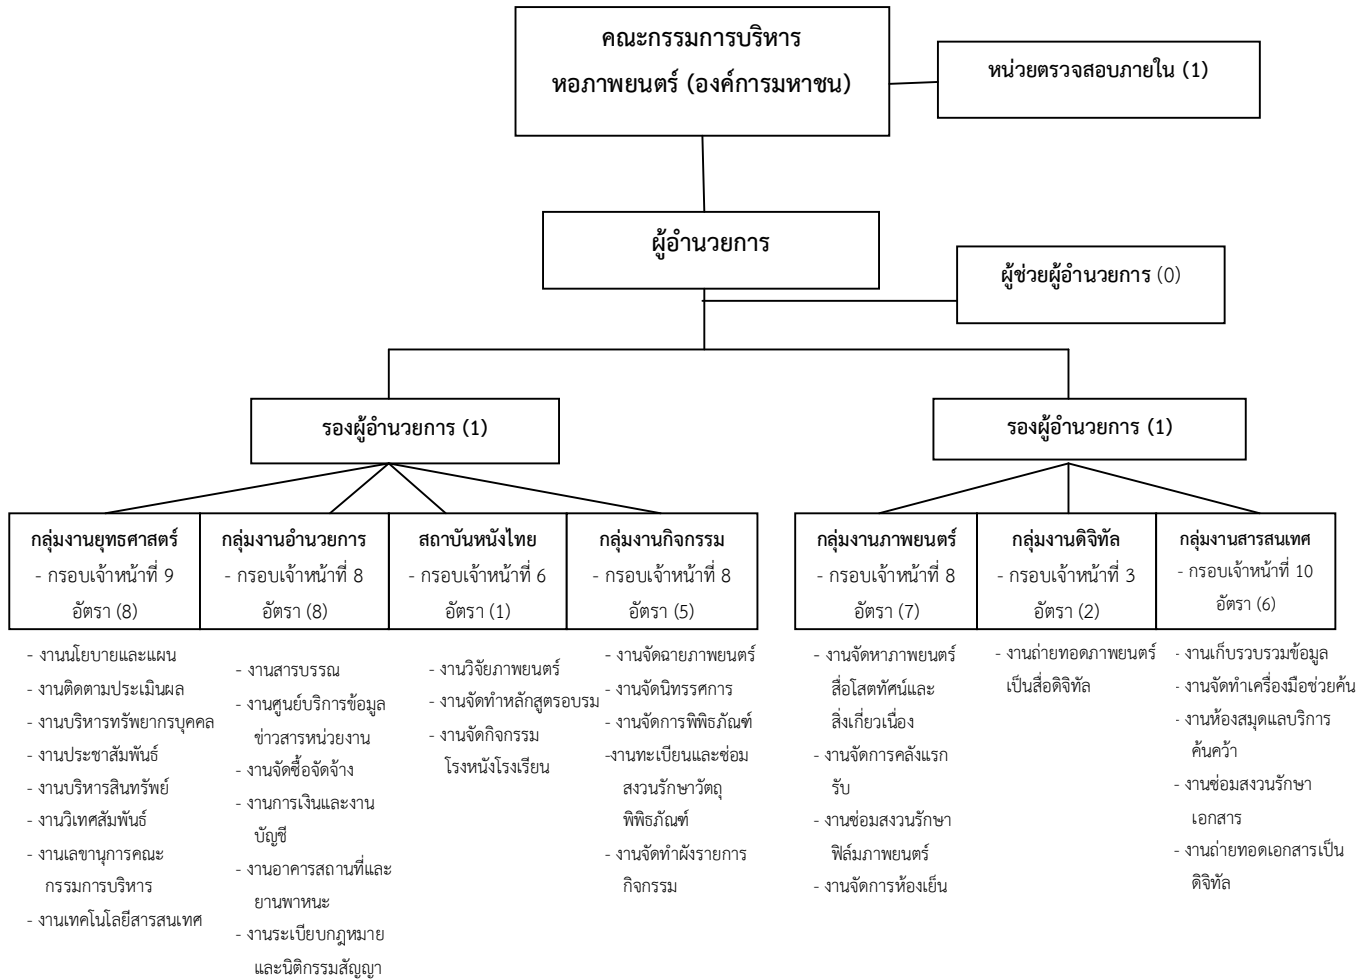 คณะกรรมการบริหาร
หอภาพยนตร์ (องค์การมหาชน)
หน่วยตรวจสอบภายใน (1)
ผู้อำนวยการ
ผู้ช่วยผู้อำนวยการ (0)
รองผู้อำนวยการ (1)
รองผู้อำนวยการ (1)
กลุ่มงานยุทธศาสตร์
- กรอบเจ้าหน้าที่ 9
อัตรา (8)
- งานนโยบายและแผน
- งานติดตามประเมินผล
- งานบริหารทรัพยากรบุคคล
- งานประชาสัมพันธ์
- งานบริหารสินทรัพย์
- งานวิเทศสัมพันธ์
- งานเลขานุการคณะ
กรรมการบริหาร
- งานเทคโนโลยีสารสนเทศ
กลุ่มงานอำนวยการ
- กรอบเจ้าหน้าที่ 8
อัตรา (8)
- งานสารบรรณ
- งานศูนย์บริการข้อมูล
ข่าวสารหน่วยงาน
- งานจัดซื้อจัดจ้าง
- งานการเงินและงาน
บัญชี
- งานอาคารสถานที่และ
ยานพาหนะ
- งานระเบียบกฎหมาย
และนิติกรรมสัญญา
สถาบันหนังไทย
- กรอบเจ้าหน้าที่ 6
อัตรา (1)
- งานวิจัยภาพยนตร์
- งานจัดทำหลักสูตรอบรม
- งานจัดกิจกรรม
โรงหนังโรงเรียน
กลุ่มงานกิจกรรม
- กรอบเจ้าหน้าที่ 8
อัตรา (5)
- งานจัดฉายภาพยนตร์
- งานจัดนิทรรศการ
- งานจัดการพิพิธภัณฑ์
-งานทะเบียนและซ่อม
สงวนรักษาวัตถุ
พิพิธภัณฑ์
- งานจัดทำผังรายการ
กิจกรรม
กลุ่มงานภาพยนตร์
- กรอบเจ้าหน้าที่ 8
อัตรา (7)
- งานจัดหาภาพยนตร์
สื่อโสตทัศน์และ
สิ่งเกี่ยวเนื่อง
- งานจัดการคลังแรก
รับ
- งานซ่อมสงวนรักษา
ฟิล์มภาพยนตร์
- งานจัดการห้องเย็น
กลุ่มงานดิจิทัล
- กรอบเจ้าหน้าที่ 3
อัตรา (2)
- งานถ่ายทอดภาพยนตร์
เป็นสื่อดิจิทัล
กลุ่มงานสารสนเทศ
- กรอบเจ้าหน้าที่ 10
อัตรา (6)
- งานเก็บรวบรวมข้อมูล
- งานจัดทำเครื่องมือช่วยค้น
- งานห้องสมุดแลบริการ
ค้นคว้า
- งานซ่อมสงวนรักษา
เอกสาร
- งานถ่ายทอดเอกสารเป็น
ดิจิทัล